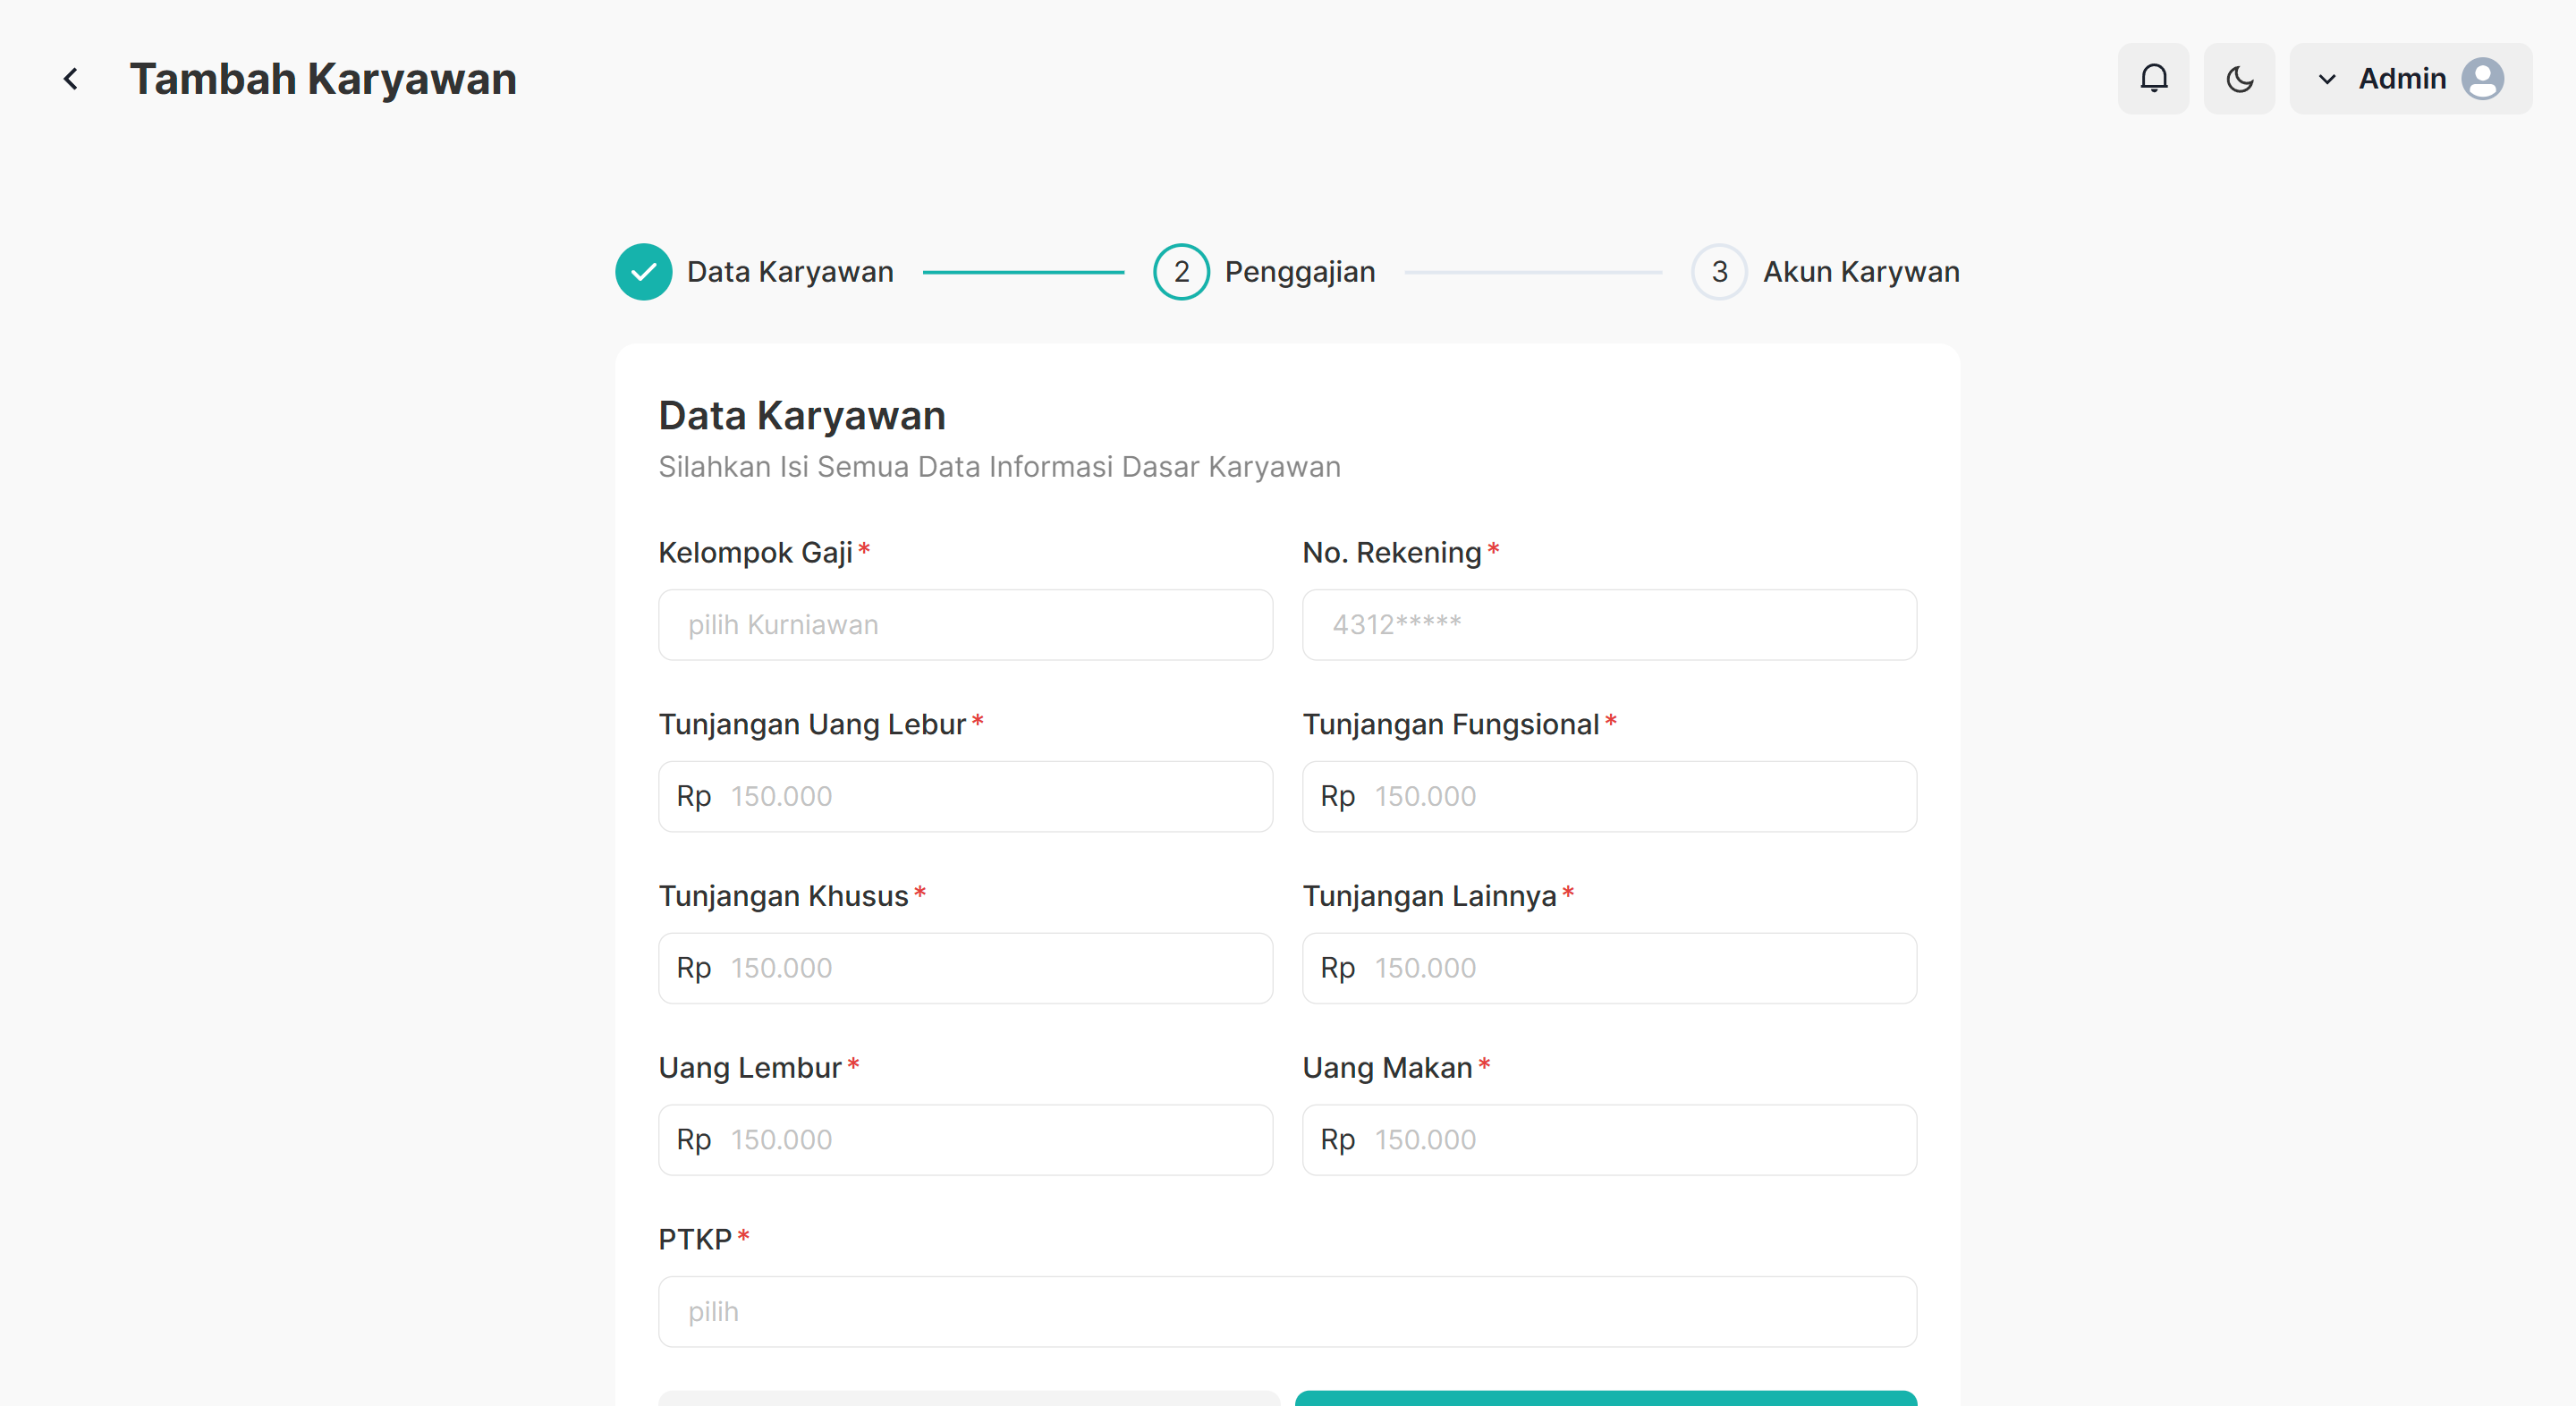 Tambah Karyawan
Admin
Data Karyawan
2 Penggajian
3 Akun Karywan
Data Karyawan
Silahkan Isi Semua Data Informasi Dasar Karyawan
Kelompok Gaji*
No. Rekening*
pilih Kurniawan
4312*****
Tunjangan Uang Lebur*
Tunjangan Fungsional*
Rp 150.000
Rp 150.000
Tunjangan Khusus*
Tunjangan Lainnya*
Rp 150.000
Rp 150.000
Uang Lembur*
Uang Makan*
Rp 150.000
Rp 150.000
PTKP*
pilih